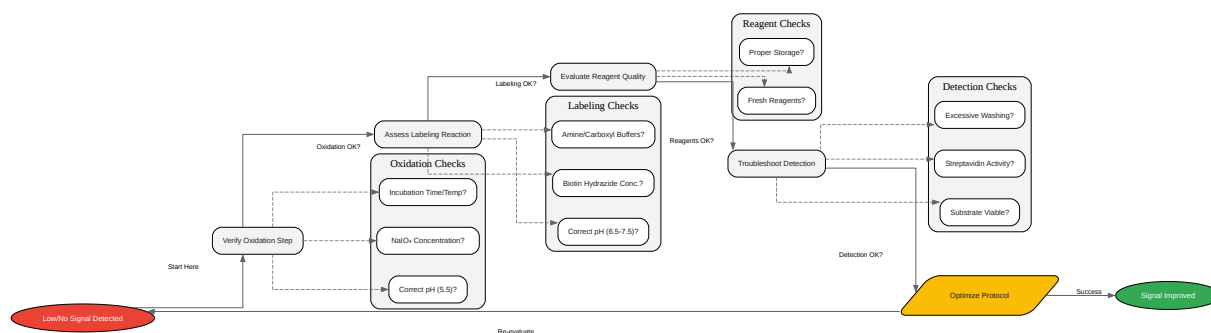 Reagent Checks
Proper Storage?
Fresh Reagents?
Labeling OK?
Evaluate Reagent Quality
Detection Checks
Excessive Washing?
Streptavidin Activity?
Substrate Viable?
Labeling Checks
Amine/Carboxyl Buffers?
Biotin Hydrazide Conc.?
Correct pH (6.5-7.5)?
Oxidation OK?
Assess Labeling Reaction
Reagents OK?
Troubleshoot Detection
Oxidation Checks
Incubation Time/Temp?
NaIO₄ Concentration?
Correct pH (5.5)?
Verify Oxidation Step
Start Here
Detection OK?
Low/No Signal Detected
Optimize Protocol
Success
Signal Improved
Re-evaluate